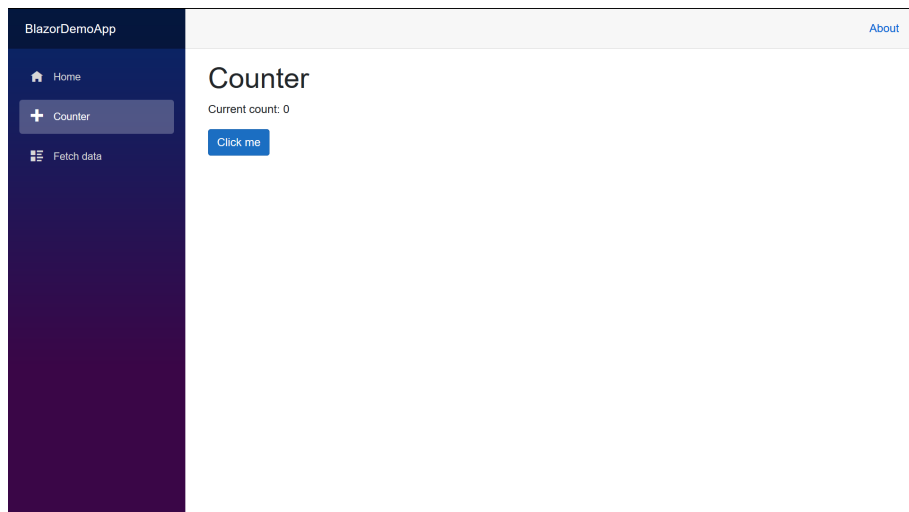 BlazorDemoApp
About
Home
Counter
Fetch data
Counter
Current count: 0
Click me